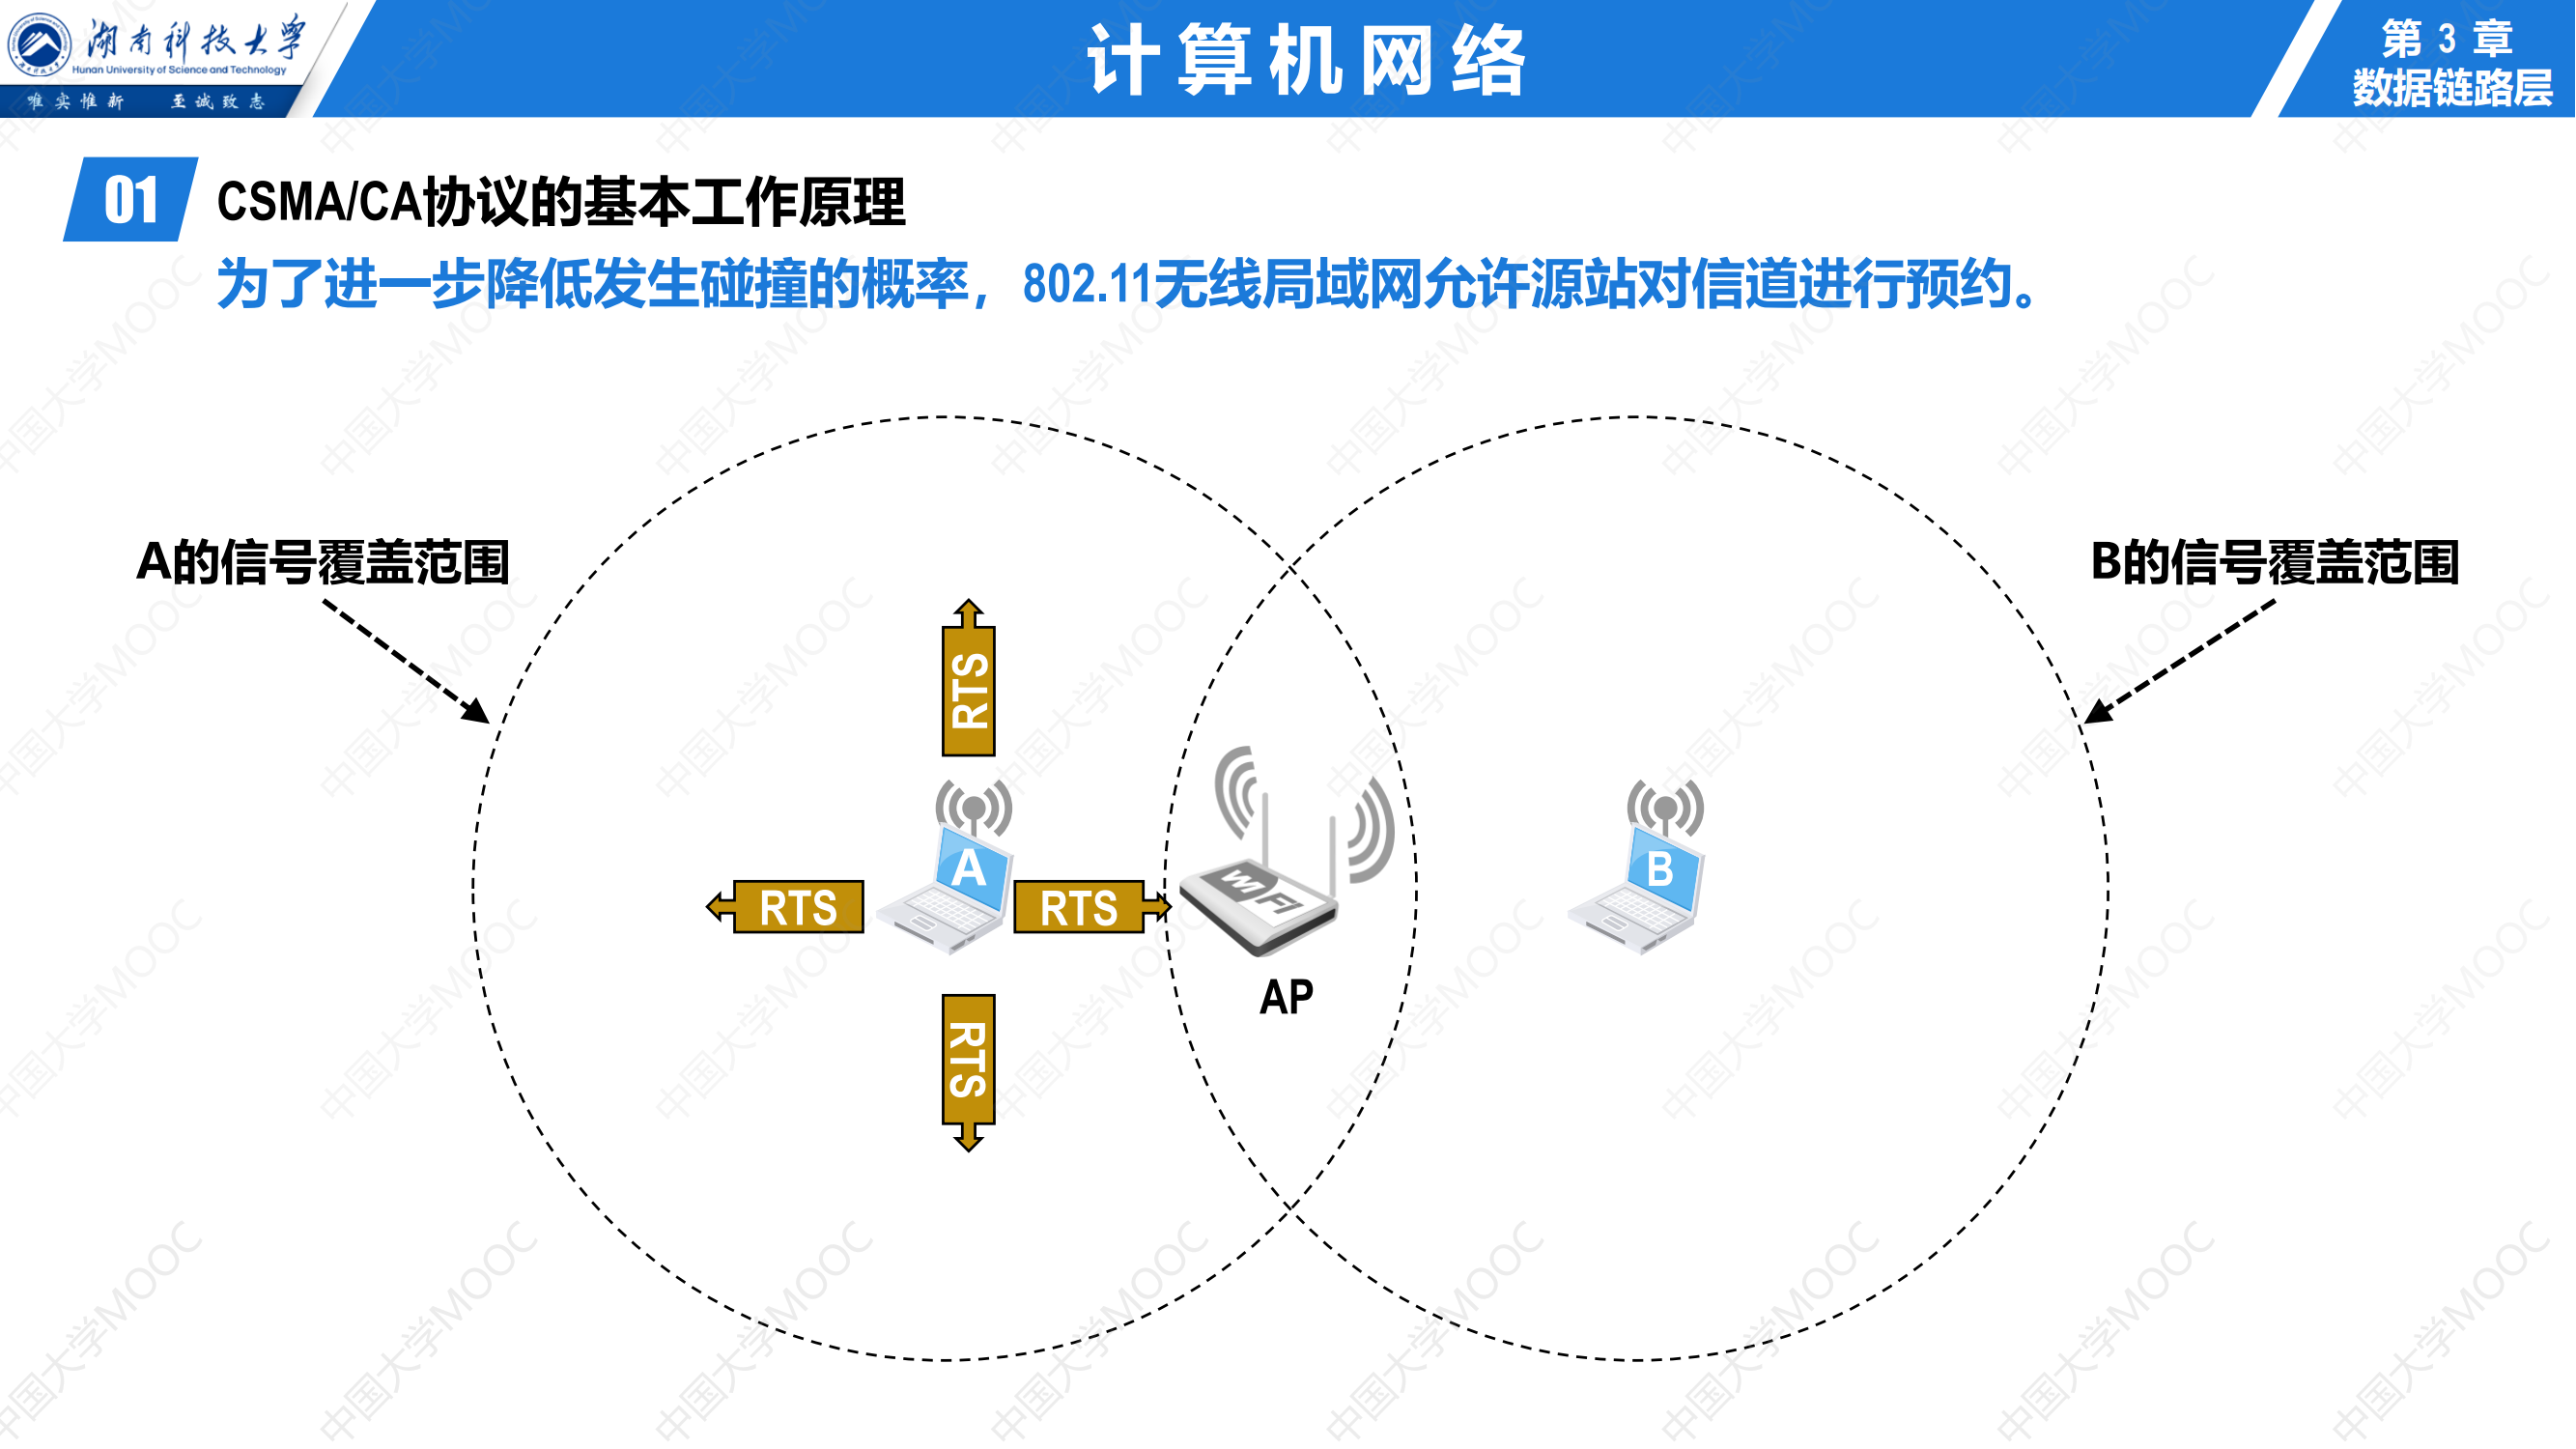 湖南科技大学
Hunan University of Science and Technology
唯实惟新 至诚致志
计算机网络
第 3 章
数据链路层
01
CSMA/CA协议的基本工作原理
为了进一步降低发生碰撞的概率，802.11无线局域网允许源站对信道进行预约。
A的信号覆盖范围
B的信号覆盖范围
RTS
A
B
RTS
RTS
WiFi
AP
RTS
中国大学MOOC